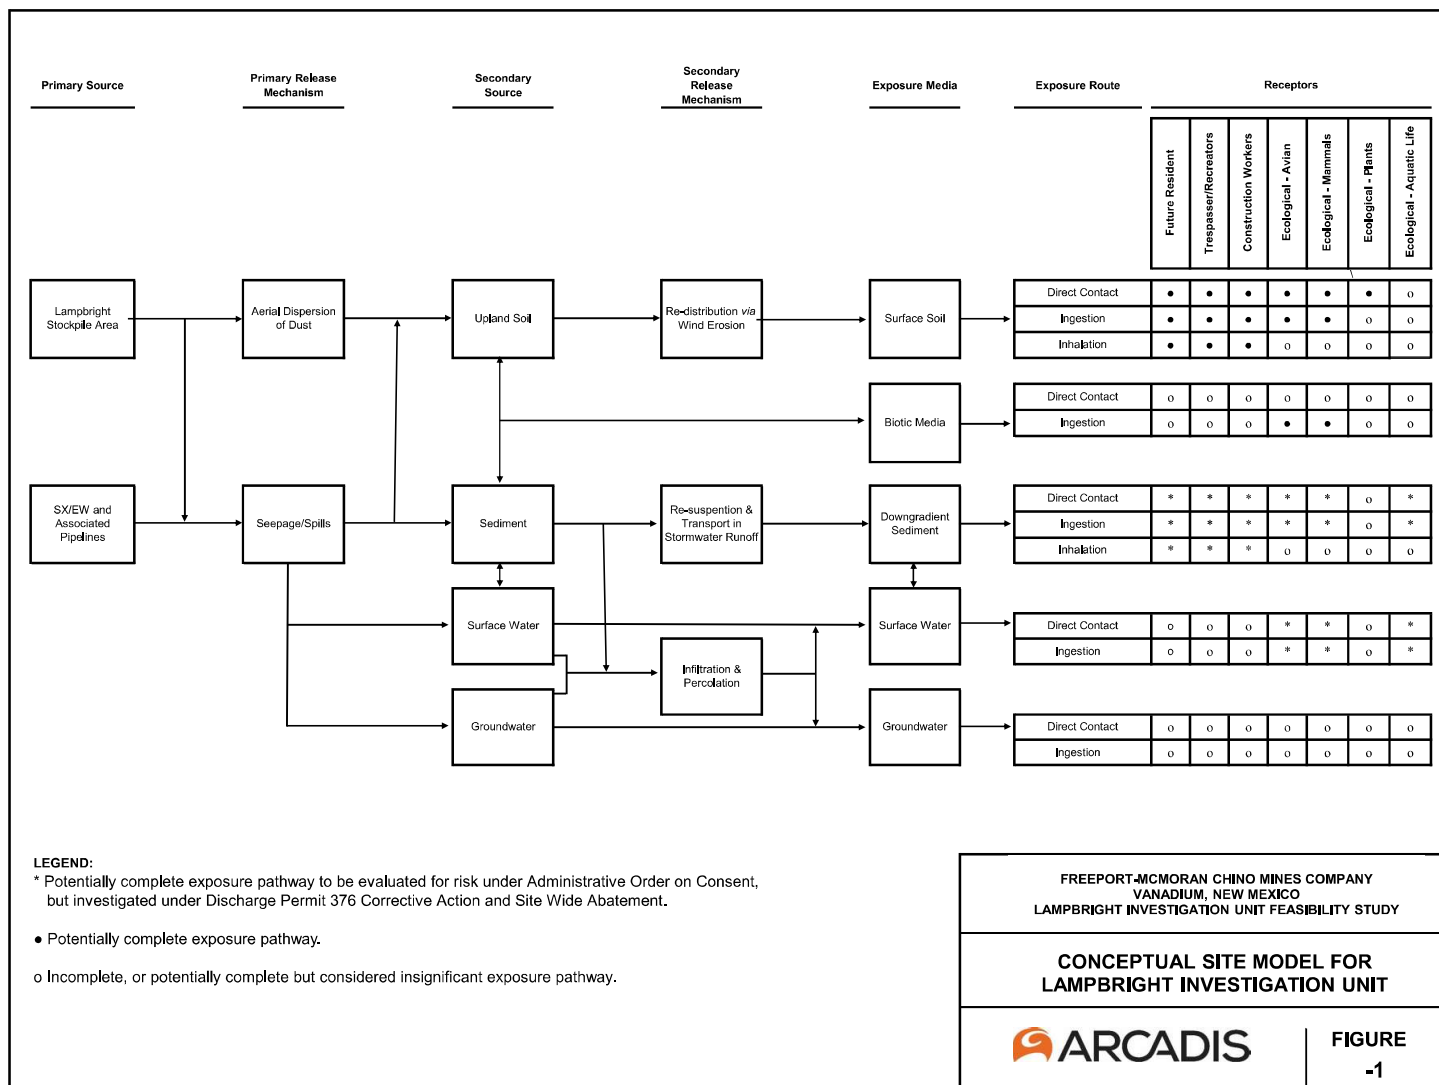 Primary Source
Primary Release
Mechanism
Secondary
Source
Secondary
Release
Mechanism
Exposure Media
Exposure Route
Receptors
Future Resident
Trespasser/Recreators
Construction Workers
Ecological - Avian
Ecological - Mammals
Ecological - Plants
Ecological - Aquatic Life
Lampbright
Stockpile Area
Aerial Dispersion
of Dust
Upland Soil
Re-distribution via
Wind Erosion
Surface Soil
Direct Contact ● ● ● ● ● ● o
Ingestion ● ● ● ● ● o o
Inhalation ● ● ● o o o o
Biotic Media
Direct Contact o o o o o o o
Ingestion o o o ● ● o o
SX/EW and
Associated
Pipelines
Seepage/Spills
Sediment
Re-suspention &
Transport in
Stormwater Runoff
Downgradient
Sediment
Direct Contact * * * * * o *
Ingestion * * * * * o *
Inhalation * * * o o o o
Surface Water
Surface Water
Direct Contact o o o * * o *
Ingestion o o o * * o *
Infiltration &
Percolation
Groundwater
Groundwater
Direct Contact o o o o o o o
Ingestion o o o o o o o
LEGEND:
* Potentially complete exposure pathway to be evaluated for risk under Administrative Order on Consent,
but investigated under Discharge Permit 376 Corrective Action and Site Wide Abatement.
● Potentially complete exposure pathway.
o Incomplete, or potentially complete but considered insignificant exposure pathway.
FREEPORT-MCMORAN CHINO MINES COMPANY
VANADIUM, NEW MEXICO
LAMPBRIGHT INVESTIGATION UNIT FEASIBILITY STUDY
CONCEPTUAL SITE MODEL FOR
LAMPBRIGHT INVESTIGATION UNIT
ARCADIS
FIGURE
-1